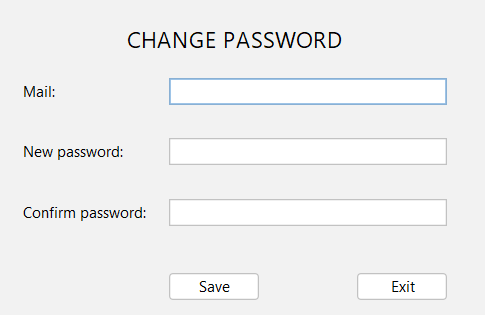 CHANGE PASSWORD
Mail:
New password:
Confirm password:
Save Exit